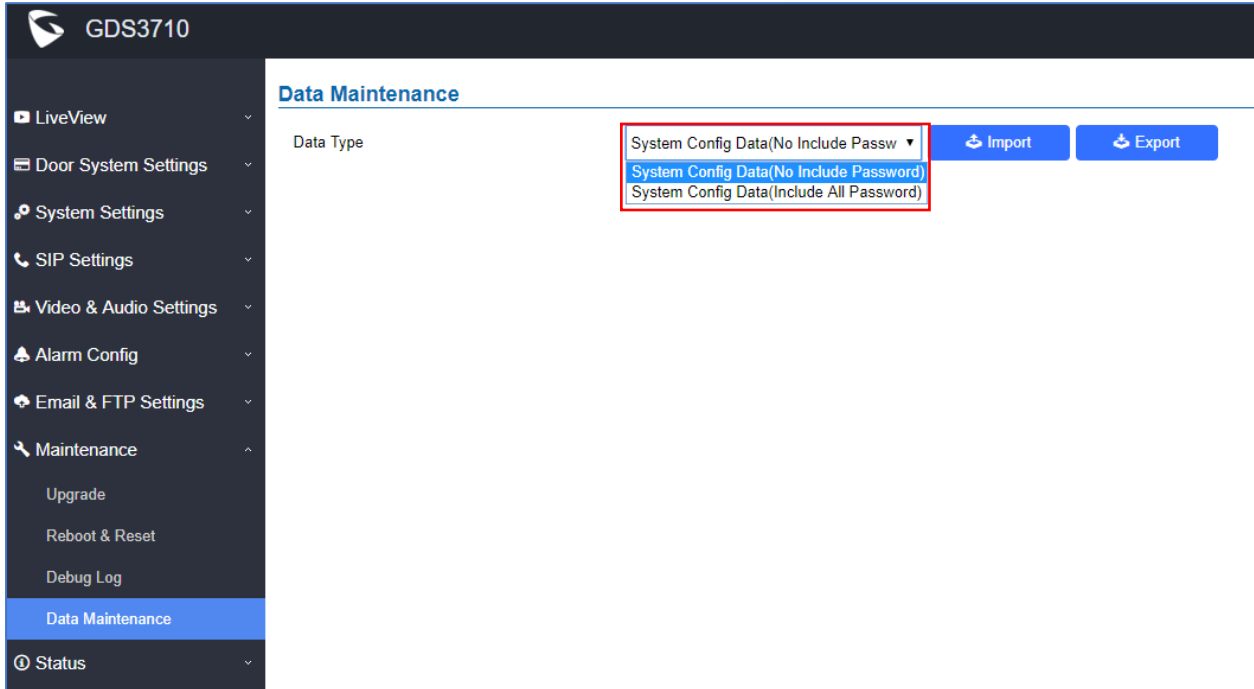 GDS3710
LiveView
Door System Settings
System Settings
SIP Settings
Video & Audio Settings
Alarm Config
Email & FTP Settings
Maintenance
Upgrade
Reboot & Reset
Debug Log
Data Maintenance
Status
Data Maintenance
Data Type
System Config Data(No Include Passw
Import
Export
System Config Data(No Include Password)
System Config Data(Include All Password)